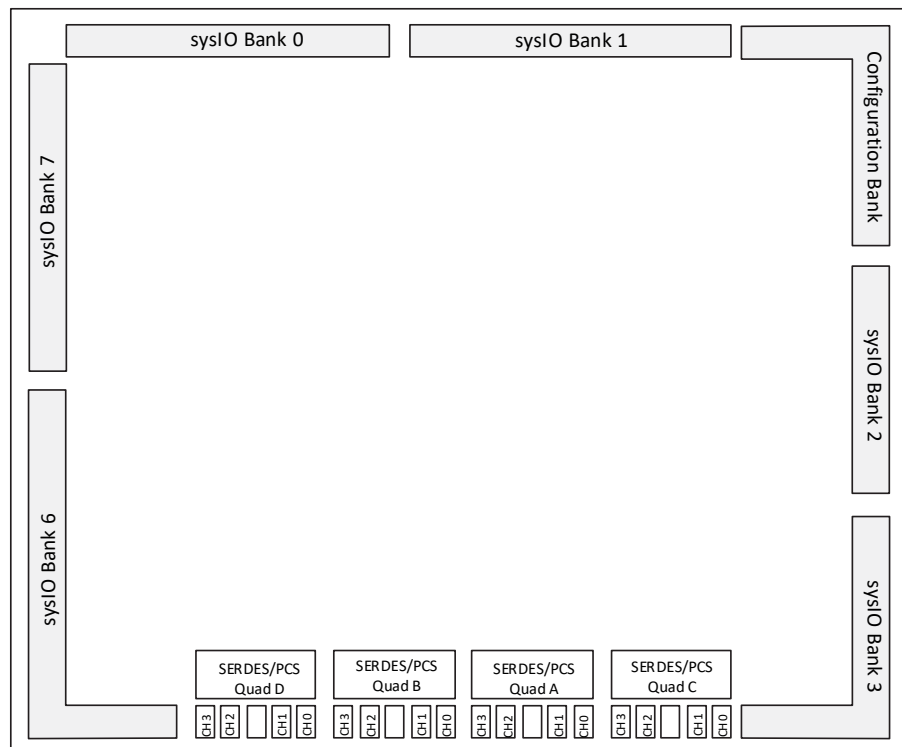 sysIO Bank 0
sysIO Bank 1
Configuration Bank
sysIO Bank 7
sysIO Bank 2
sysIO Bank 6
sysIO Bank 3
SERDES/PCS
Quad D
SERDES/PCS
Quad B
SERDES/PCS
Quad A
SERDES/PCS
Quad C
CH3
CH2
CH1
CH0
CH3
CH2
CH1
CH0
CH3
CH2
CH1
CH0
CH3
CH2
CH1
CH0